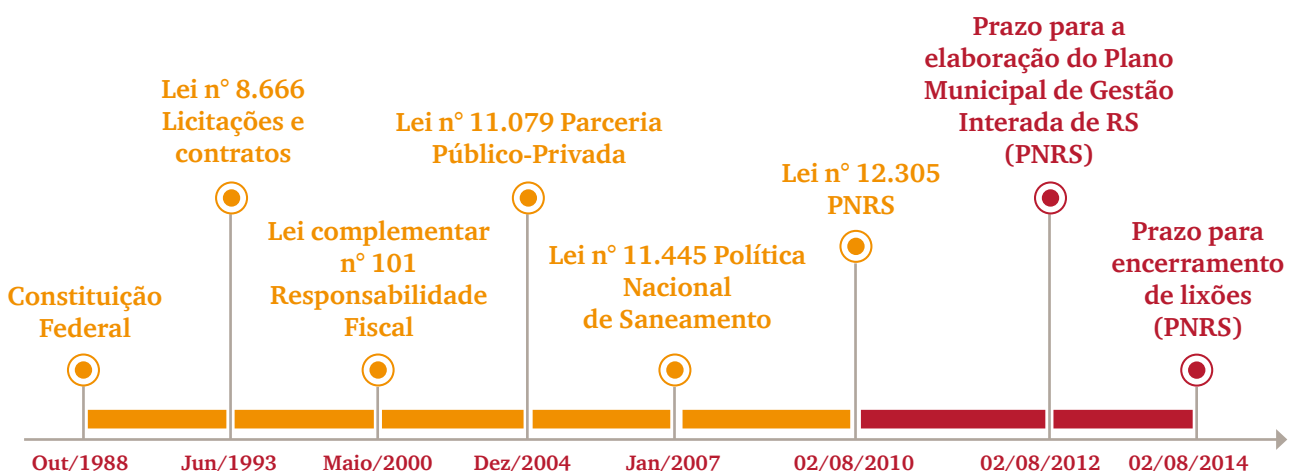 Constituição
Federal
Lei n° 8.666
Licitações e
contratos
Lei complementar
n° 101
Responsabilidade
Fiscal
Lei n° 11.079 Parceria
Público-Privada
Lei n° 11.445 Política
Nacional
de Saneamento
Lei n° 12.305
PNRS
Prazo para a
elaboração do Plano
Municipal de Gestão
Interada de RS
(PNRS)
Prazo para
encerramento
de lixões
(PNRS)
Out/1988
Jun/1993
Maio/2000
Dez/2004
Jan/2007
02/08/2010
02/08/2012
02/08/2014